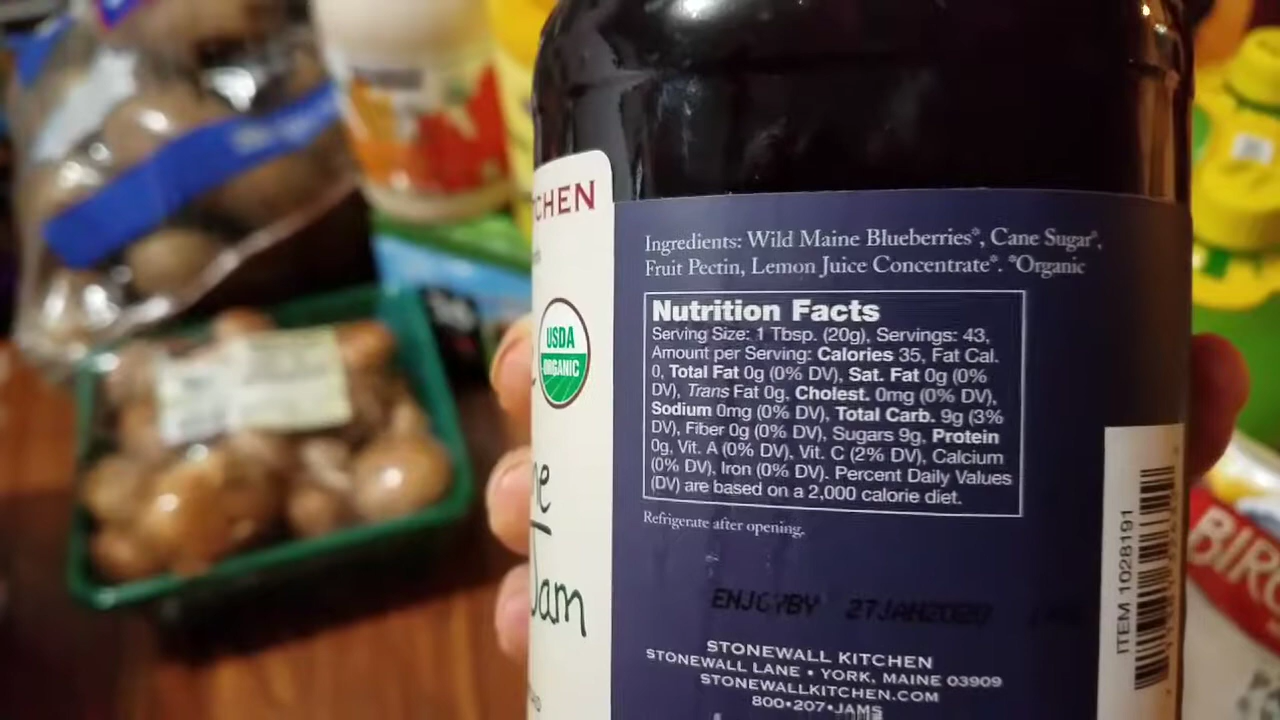 CHEN
USDA
ORGANIC
ne
Jam
Ingredients: Wild Maine Blueberries*, Cane Sugar*,
Fruit Pectin, Lemon Juice Concentrate*. *Organic
Nutrition Facts
Serving Size: 1 Tbsp. (20g), Servings: 43,
Amount per Serving: Calories 35, Fat Cal.
0, Total Fat 0g (0% DV), Sat. Fat 0g (0%
DV), Trans Fat 0g, Cholest. 0mg (0% DV),
Sodium 0mg (0% DV), Total Carb. 9g (3%
DV), Fiber 0g (0% DV), Sugars 9g, Protein
0g, Vit. A (0% DV), Vit. C (2% DV), Calcium
(0% DV), Iron (0% DV). Percent Daily Values
(DV) are based on a 2,000 calorie diet.
Refrigerate after opening.
ENJOYBY 27JAN2020
STONEWALL KITCHEN
STONEWALL LANE • YORK, MAINE 03909
STONEWALLKITCHEN.COM
800•207•JAMS
ITEM 1028191
BIRD